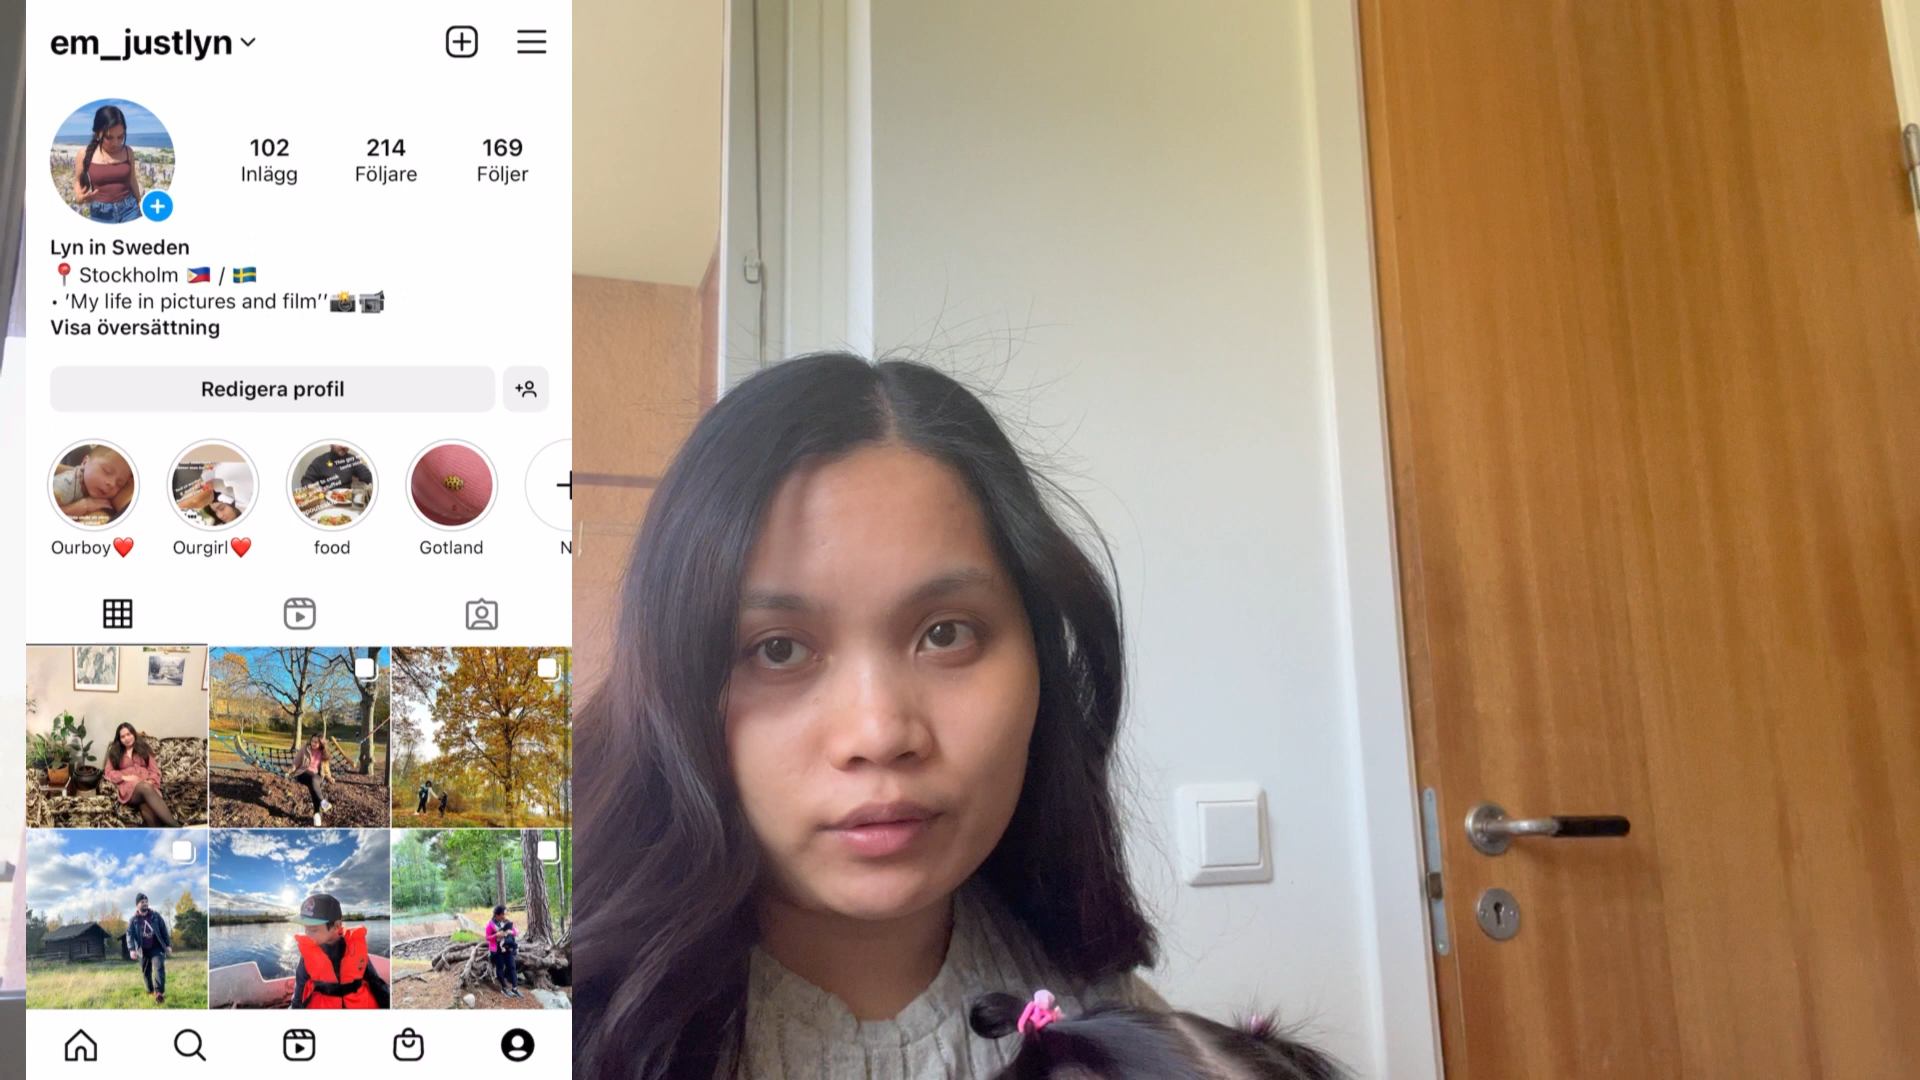 em_justlyn
102
214
169
Inlägg
Följare
Följer
Lyn in Sweden
📍 Stockholm 🇵🇭 / 🇸🇪
• ‘My life in pictures and film’’📸📹
Visa översättning
Redigera profil
Ourboy❤️
Ourgirl❤️
food
Gotland
N